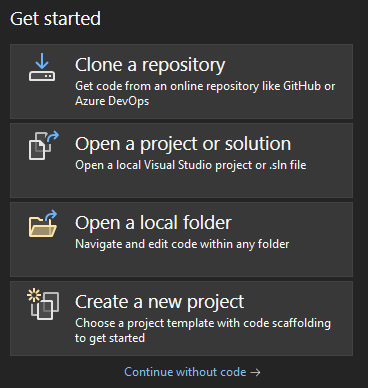 Get started
Clone a repository
Get code from an online repository like GitHub or
Azure DevOps
Open a project or solution
Open a local Visual Studio project or .sln file
Open a local folder
Navigate and edit code within any folder
Create a new project
Choose a project template with code scaffolding
to get started
Continue without code →